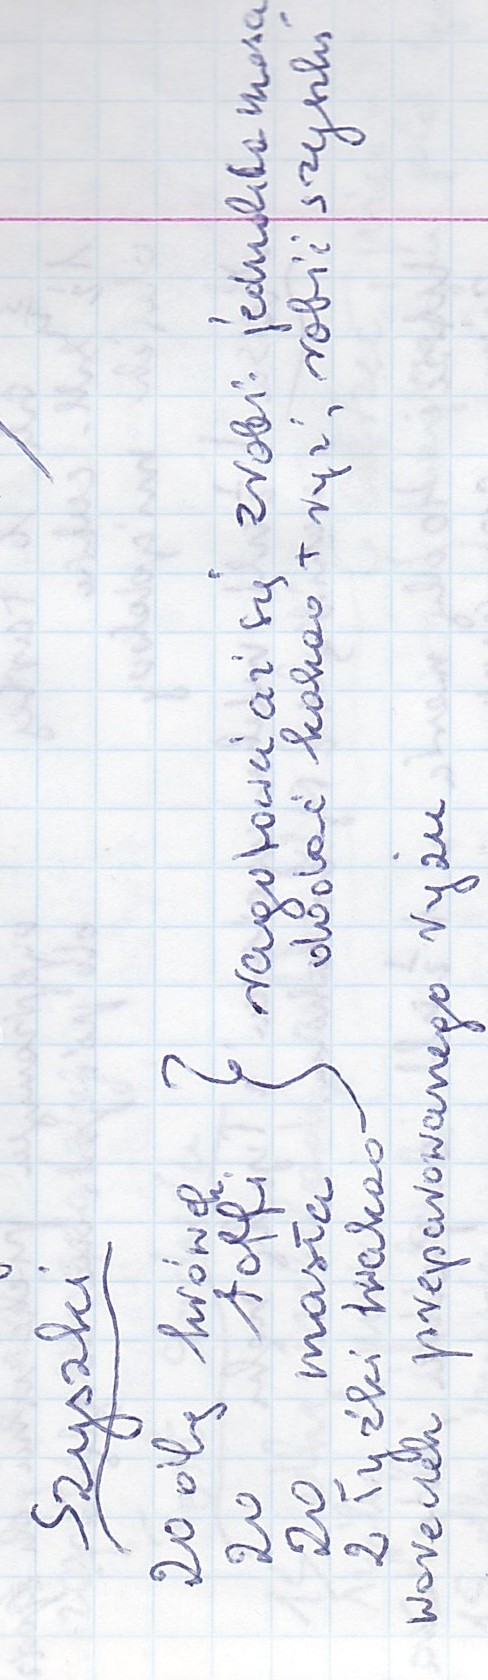 Szyszki
20 dkg krówek
20 toffi
20 masła
2 łyżki kakao
woreczek preparowanego ryżu
zagotować aż się zrobi jednolita masa
dodać kakao + ryż, robić szyszki